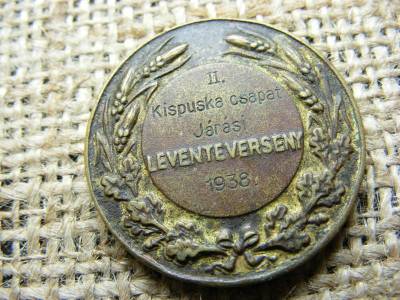 II.
Kispuska csapat
Járási
LEVENTEVERSENY
1938.